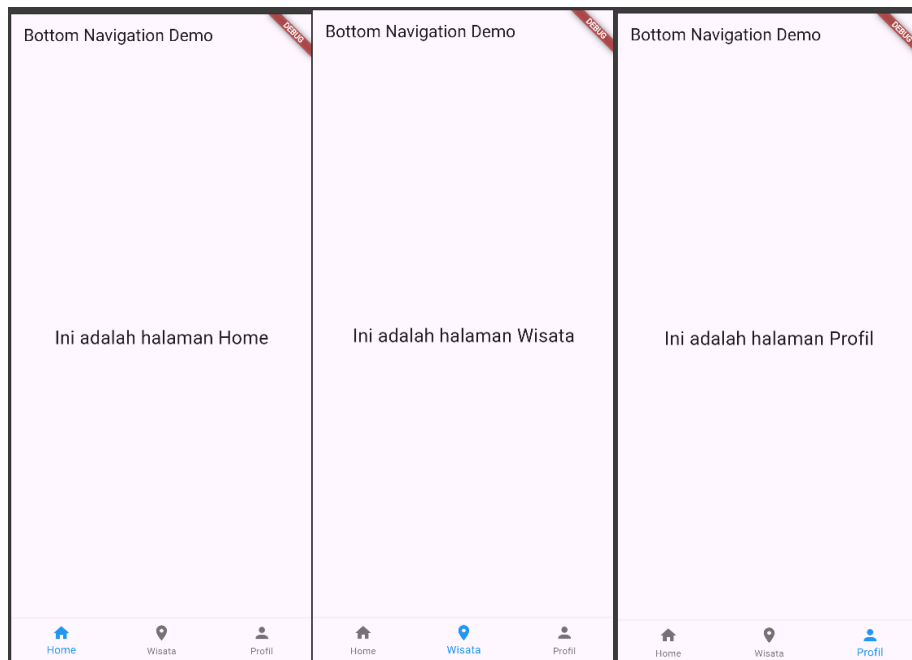 Bottom Navigation Demo
DEBUG
Ini adalah halaman Home
Home
Wisata
Profil
Bottom Navigation Demo
DEBUG
Ini adalah halaman Wisata
Home
Wisata
Profil
Bottom Navigation Demo
DEBUG
Ini adalah halaman Profil
Home
Wisata
Profil